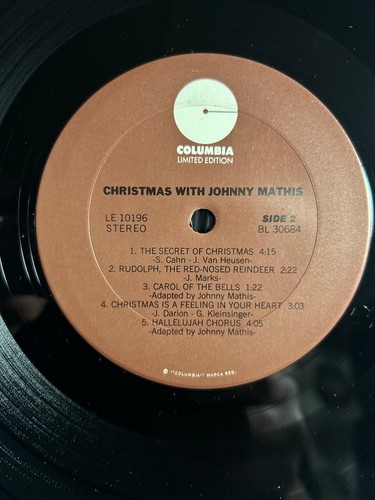 COLUMBIA
LIMITED EDITION
CHRISTMAS WITH JOHNNY MATHIS
LE 10196 SIDE 2
STEREO BL 30684
1. THE SECRET OF CHRISTMAS 4:15
-S. Cahn - J. Van Heusen-
2. RUDOLPH, THE RED-NOSED REINDEER 2:22
-J. Marks-
3. CAROL OF THE BELLS 1:22
-Adapted by Johnny Mathis-
4. CHRISTMAS IS A FEELING IN YOUR HEART 3:03
-J. Darion - G. Kleinsinger-
5. HALLELUJAH CHORUS 4:05
-Adapted by Johnny Mathis-
℗ "COLUMBIA" MARCA REG.